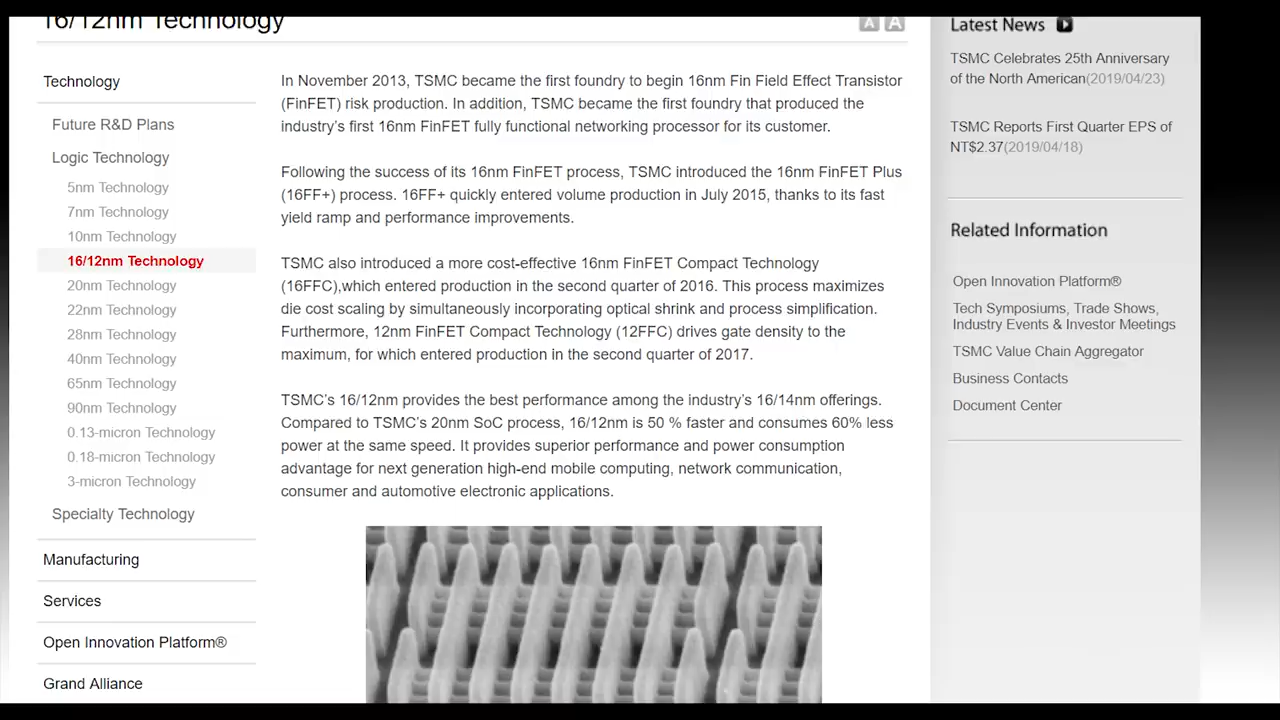 16/12nm Technology
A A
Technology
Future R&D Plans
Logic Technology
5nm Technology
7nm Technology
10nm Technology
16/12nm Technology
20nm Technology
22nm Technology
28nm Technology
40nm Technology
65nm Technology
90nm Technology
0.13-micron Technology
0.18-micron Technology
3-micron Technology
Specialty Technology
Manufacturing
Services
Open Innovation Platform®
Grand Alliance
In November 2013, TSMC became the first foundry to begin 16nm Fin Field Effect Transistor
(FinFET) risk production. In addition, TSMC became the first foundry that produced the
industry's first 16nm FinFET fully functional networking processor for its customer.
Following the success of its 16nm FinFET process, TSMC introduced the 16nm FinFET Plus
(16FF+) process. 16FF+ quickly entered volume production in July 2015, thanks to its fast
yield ramp and performance improvements.
TSMC also introduced a more cost-effective 16nm FinFET Compact Technology
(16FFC),which entered production in the second quarter of 2016. This process maximizes
die cost scaling by simultaneously incorporating optical shrink and process simplification.
Furthermore, 12nm FinFET Compact Technology (12FFC) drives gate density to the
maximum, for which entered production in the second quarter of 2017.
TSMC's 16/12nm provides the best performance among the industry's 16/14nm offerings.
Compared to TSMC's 20nm SoC process, 16/12nm is 50 % faster and consumes 60% less
power at the same speed. It provides superior performance and power consumption
advantage for next generation high-end mobile computing, network communication,
consumer and automotive electronic applications.
Latest News
TSMC Celebrates 25th Anniversary
of the North American(2019/04/23)
TSMC Reports First Quarter EPS of
NT$2.37(2019/04/18)
Related Information
Open Innovation Platform®
Tech Symposiums, Trade Shows,
Industry Events & Investor Meetings
TSMC Value Chain Aggregator
Business Contacts
Document Center